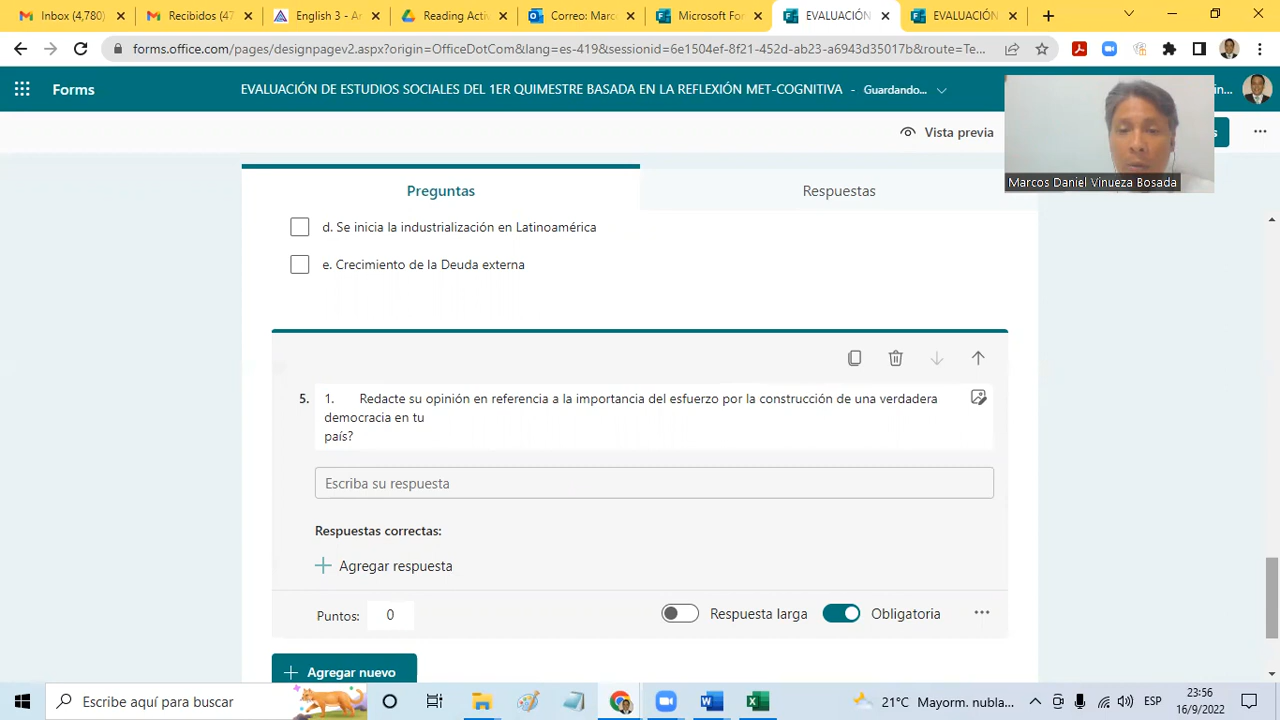 Inbox (4,780)
Recibidos (47
English 3 - Ar
Reading Activ
Correo: Marc
Microsoft For
EVALUACIÓN
EVALUACIÓN
forms.office.com/pages/designpagev2.aspx?origin=OfficeDotCom&lang=es-419&sessionid=6e1504ef-8f21-452d-ab23-a6943d35017b&route=Te...
Forms
EVALUACIÓN DE ESTUDIOS SOCIALES DEL 1ER QUIMESTRE BASADA EN LA REFLEXIÓN MET-COGNITIVA - Guardando...
Vista previa
Marcos Daniel Vinueza Bosada
Preguntas
Respuestas
d. Se inicia la industrialización en Latinoamérica
e. Crecimiento de la Deuda externa
5. 1. Redacte su opinión en referencia a la importancia del esfuerzo por la construcción de una verdadera
democracia en tu
país?
Escriba su respuesta
Respuestas correctas:
Agregar respuesta
Puntos: 0
Respuesta larga
Obligatoria
Agregar nuevo
Escribe aquí para buscar
21°C Mayorm. nubla...
ESP
23:56
16/9/2022